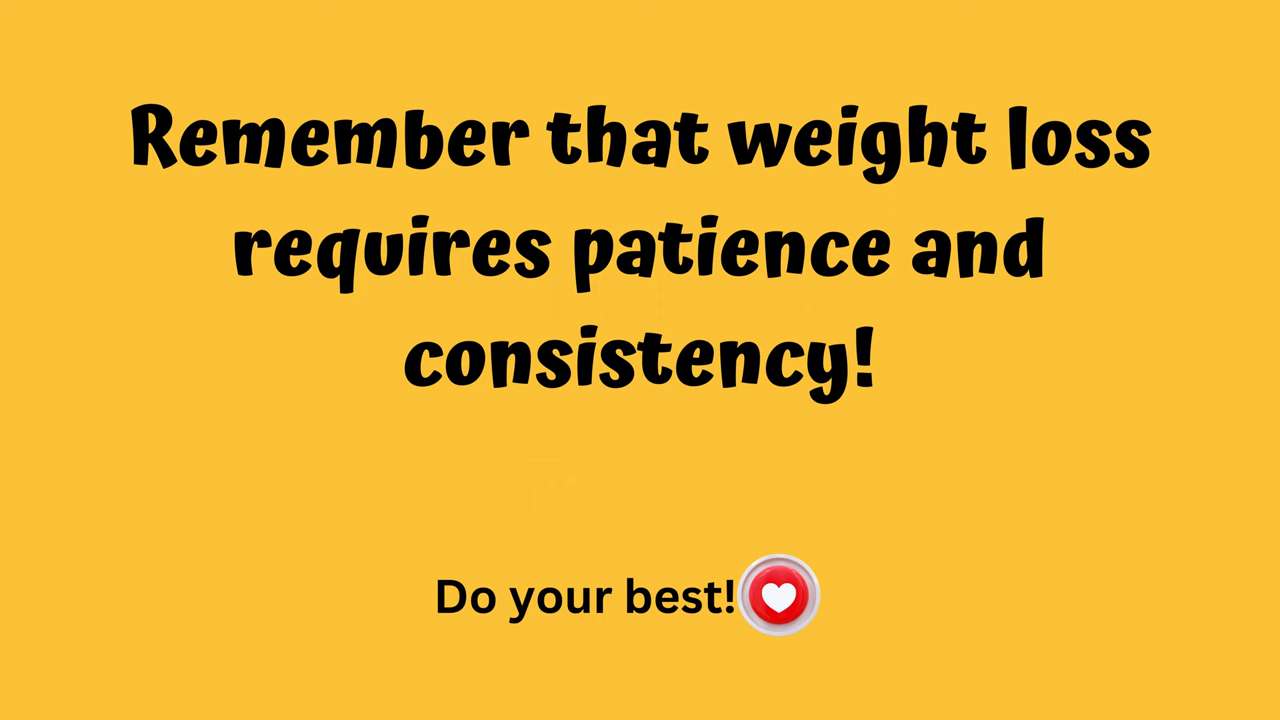 Remember that weight loss
requires patience and
consistency!
Do your best!